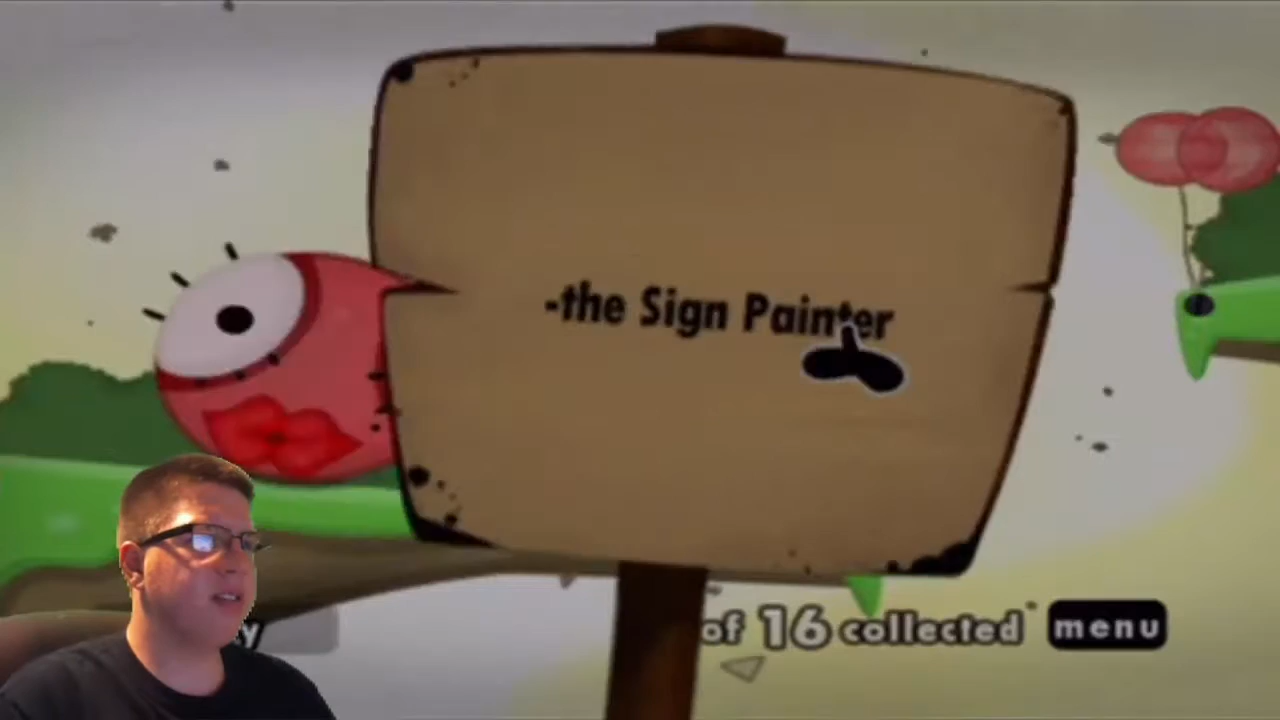 -the Sign Painter
of 16 collected
menu